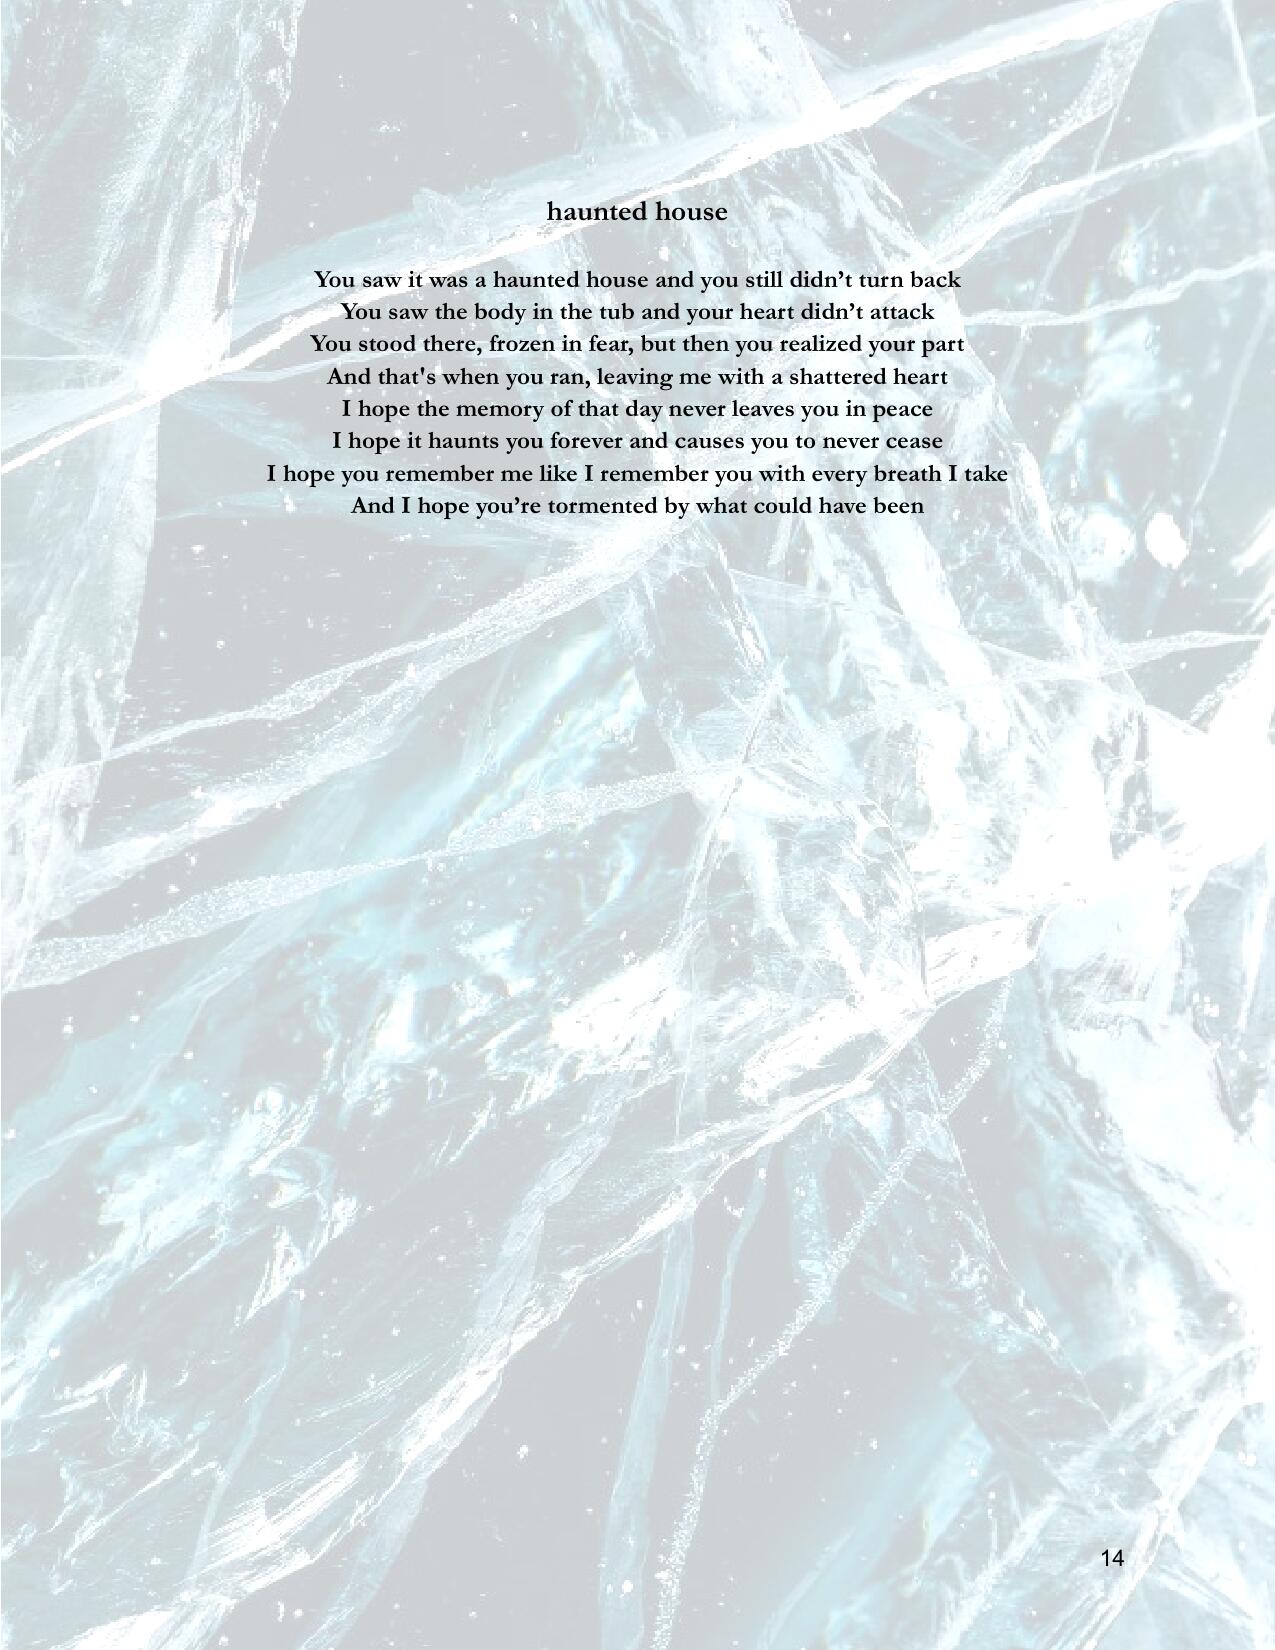 haunted house
You saw it was a haunted house and you still didn’t turn back
You saw the body in the tub and your heart didn’t attack
You stood there, frozen in fear, but then you realized your part
And that's when you ran, leaving me with a shattered heart
I hope the memory of that day never leaves you in peace
I hope it haunts you forever and causes you to never cease
I hope you remember me like I remember you with every breath I take
And I hope you’re tormented by what could have been
14